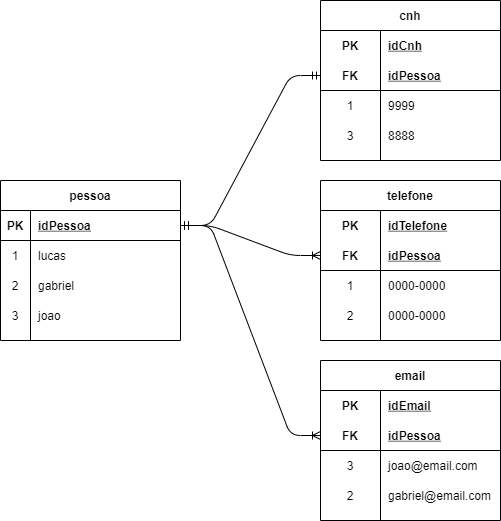 cnh
PK idCnh
FK idPessoa
1 9999
3 8888
pessoa
PK idPessoa
1 lucas
2 gabriel
3 joao
telefone
PK idTelefone
FK idPessoa
1 0000-0000
2 0000-0000
email
PK idEmail
FK idPessoa
3 joao@email.com
2 gabriel@email.com